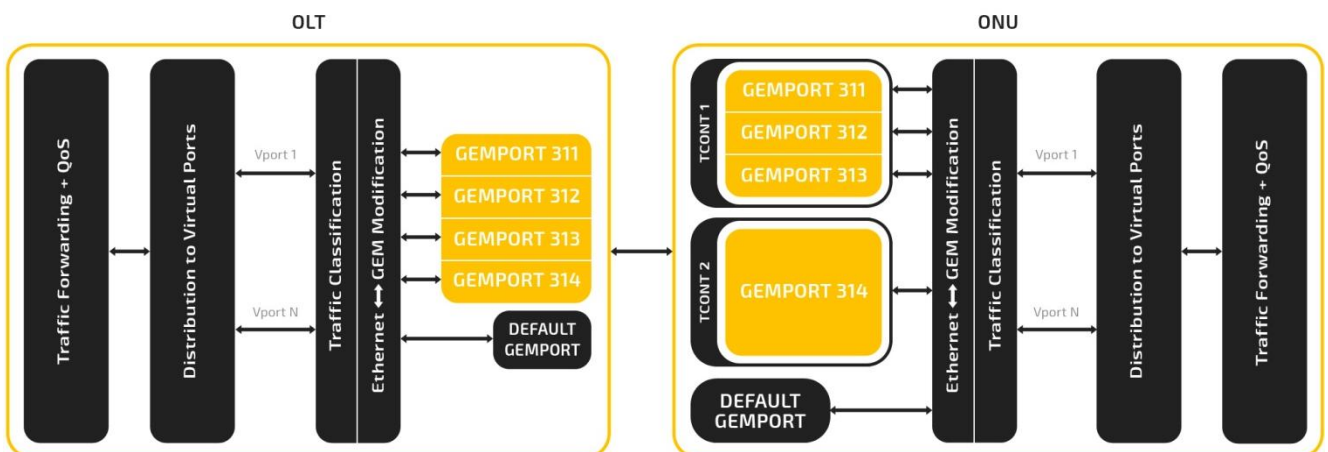 OLT
ONU
Traffic Forwarding + QoS
Distribution to Virtual Ports
Vport 1
Vport N
Traffic Classification
Ethernet ↔ GEM Modification
GEMPORT 311
GEMPORT 312
GEMPORT 313
GEMPORT 314
DEFAULT
GEMPORT
TCONT 1
GEMPORT 311
GEMPORT 312
GEMPORT 313
TCONT 2
GEMPORT 314
DEFAULT
GEMPORT
Ethernet ↔ GEM Modification
Traffic Classification
Vport 1
Vport N
Distribution to Virtual Ports
Traffic Forwarding + QoS